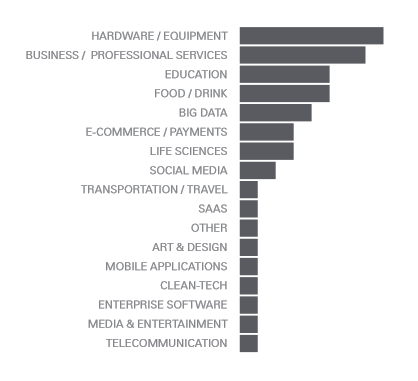 HARDWARE / EQUIPMENT
BUSINESS / PROFESSIONAL SERVICES
EDUCATION
FOOD / DRINK
BIG DATA
E-COMMERCE / PAYMENTS
LIFE SCIENCES
SOCIAL MEDIA
TRANSPORTATION / TRAVEL
SAAS
OTHER
ART & DESIGN
MOBILE APPLICATIONS
CLEAN-TECH
ENTERPRISE SOFTWARE
MEDIA & ENTERTAINMENT
TELECOMMUNICATION